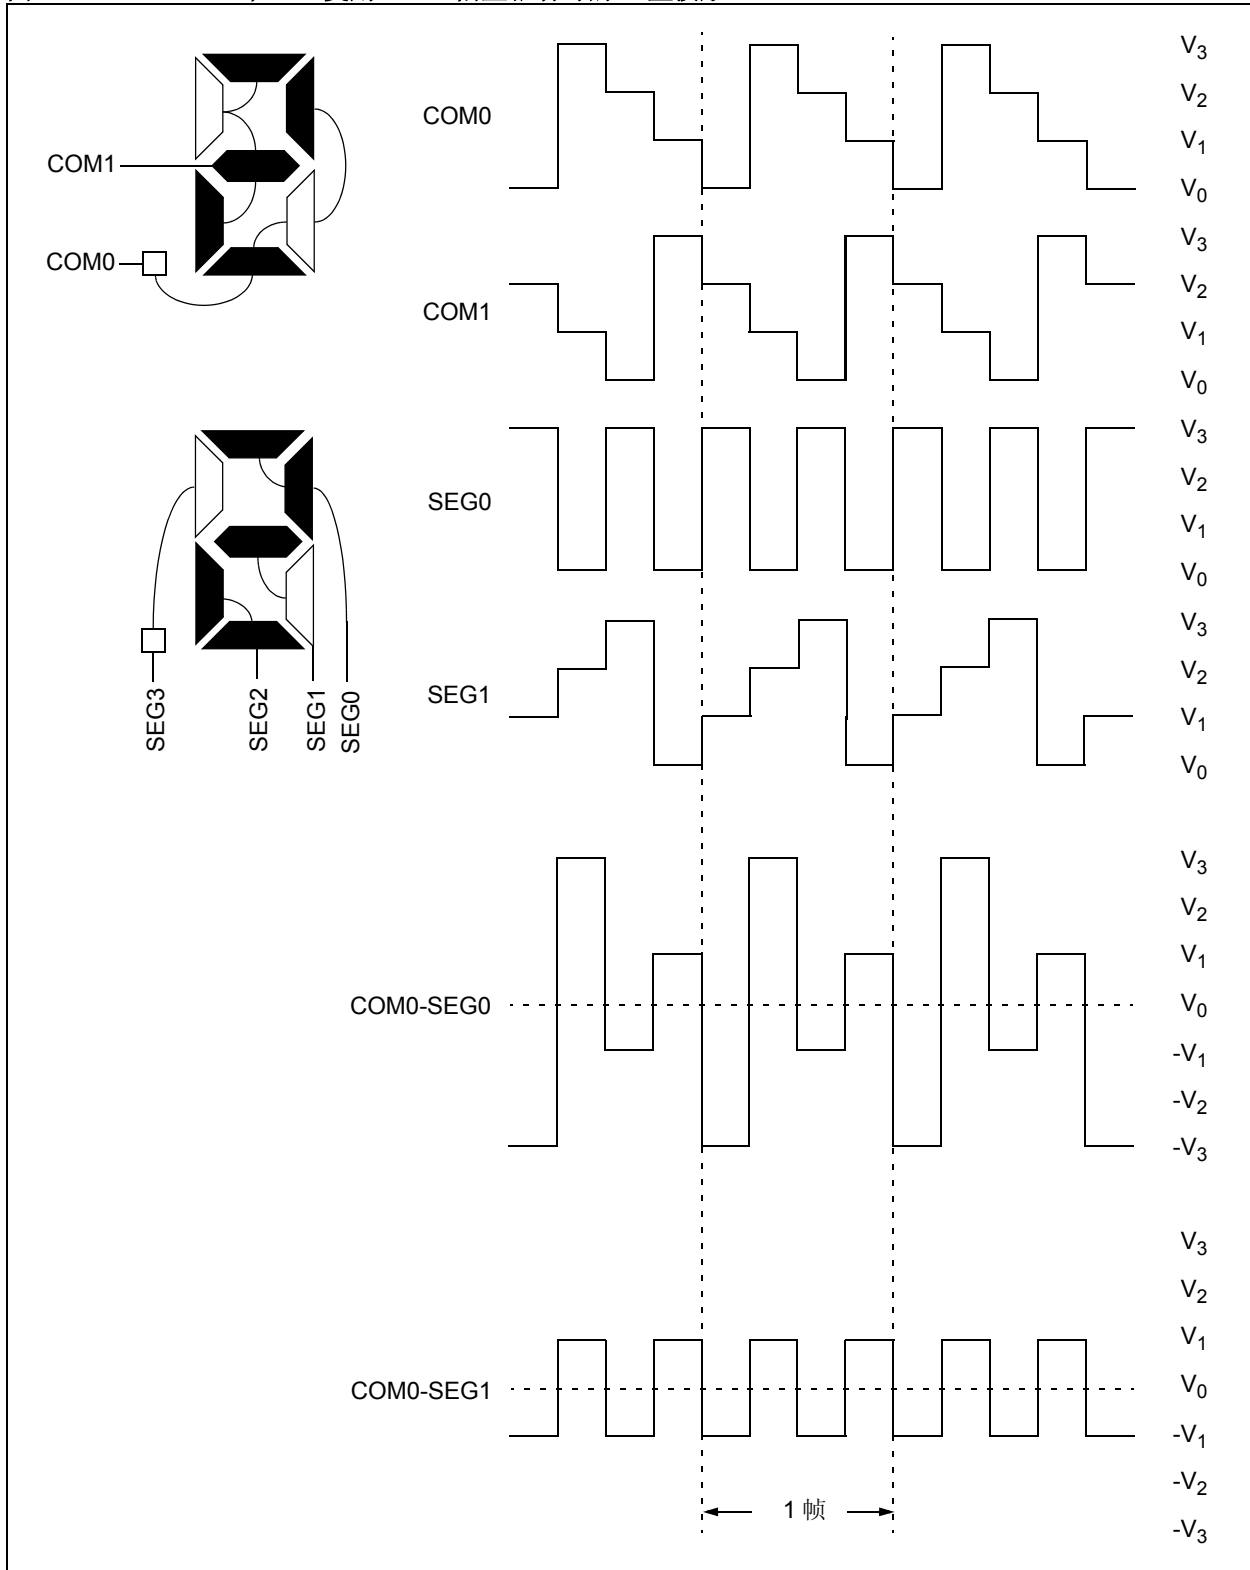 COM1
COM0
SEG3
SEG2
SEG1
SEG0
COM0
V3
V2
V1
V0
COM1
V3
V2
V1
V0
SEG0
V3
V2
V1
V0
SEG1
V3
V2
V1
V0
COM0-SEG0
V3
V2
V1
V0
-V1
-V2
-V3
COM0-SEG1
V3
V2
V1
V0
-V1
-V2
-V3
1 帧